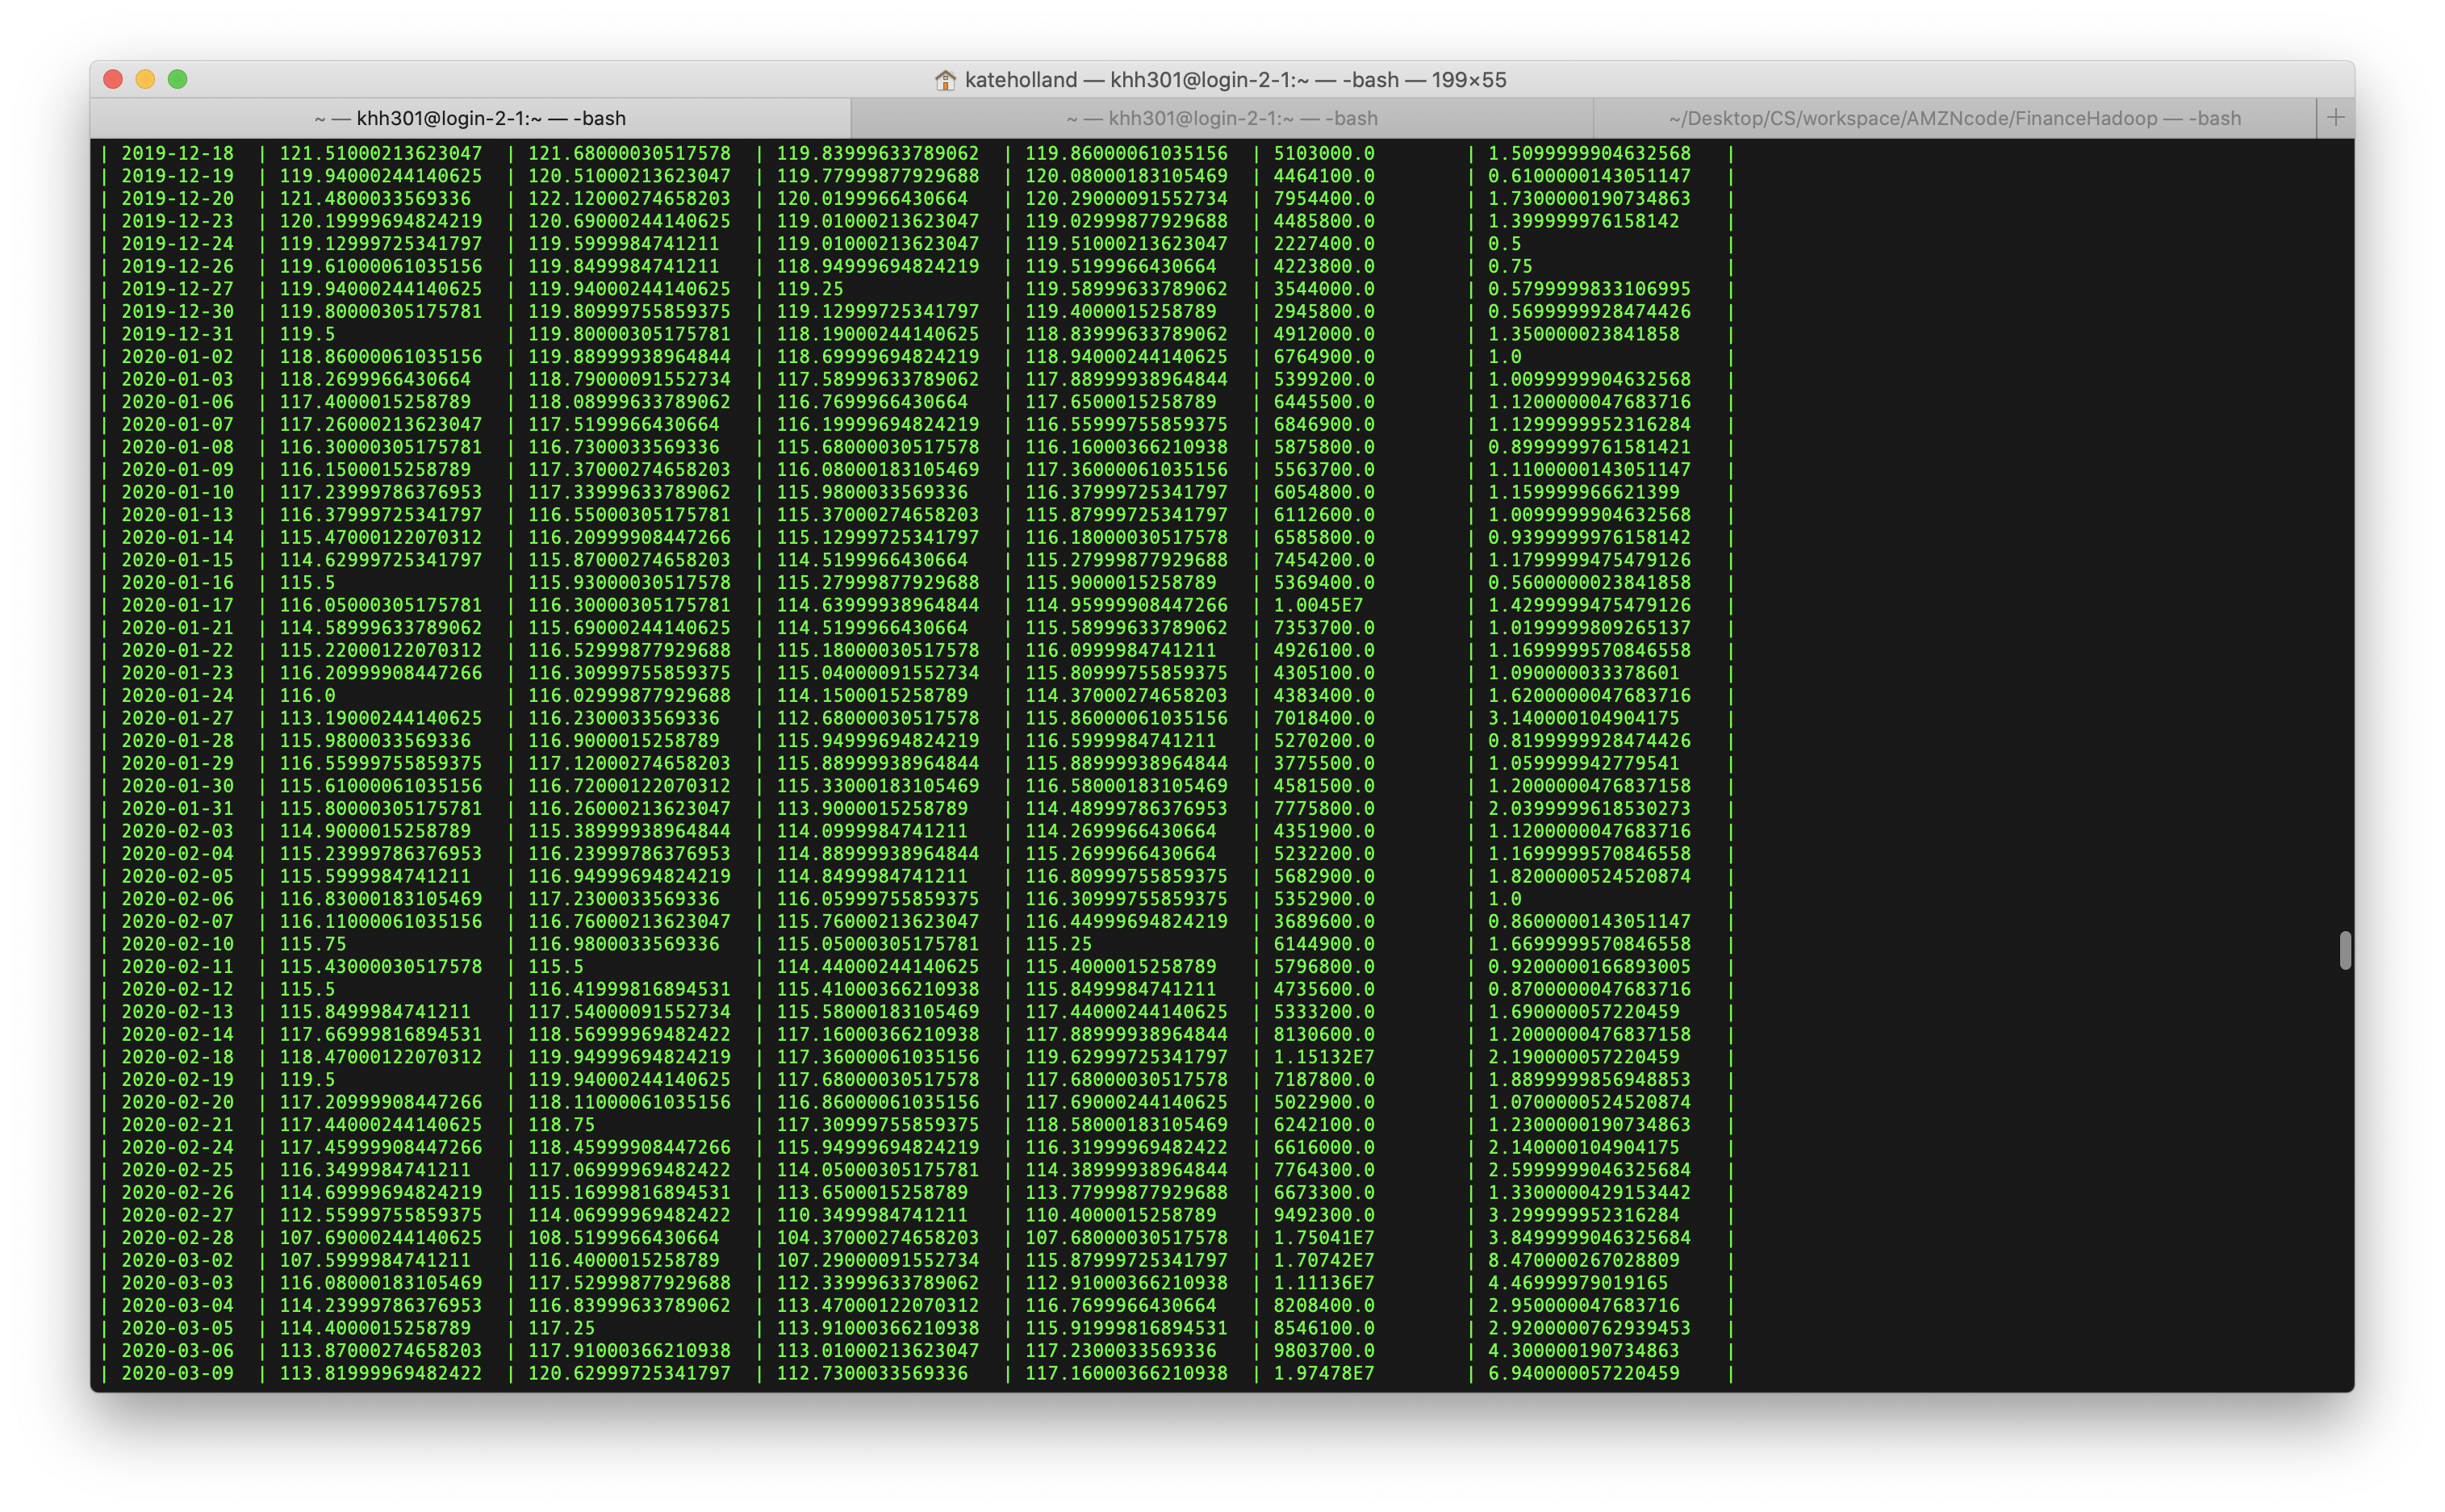 kateholland — khh301@login-2-1:~ — -bash — 199×55
~ — khh301@login-2-1:~ — -bash ~ — khh301@login-2-1:~ — -bash ~/Desktop/CS/workspace/AMZNcode/FinanceHadoop — -bash +
| 2019-12-18 | 121.51000213623047 | 121.68000030517578 | 119.83999633789062 | 119.86000061035156 | 5103000.0 | 1.5099999904632568 |
| 2019-12-19 | 119.94000244140625 | 120.51000213623047 | 119.77999877929688 | 120.08000183105469 | 4464100.0 | 0.6100000143051147 |
| 2019-12-20 | 121.4800033569336 | 122.12000274658203 | 120.0199966430664 | 120.29000091552734 | 7954400.0 | 1.7300000190734863 |
| 2019-12-23 | 120.19999694824219 | 120.69000244140625 | 119.01000213623047 | 119.02999877929688 | 4485800.0 | 1.399999976158142 |
| 2019-12-24 | 119.12999725341797 | 119.5999984741211 | 119.01000213623047 | 119.51000213623047 | 2227400.0 | 0.5 |
| 2019-12-26 | 119.61000061035156 | 119.8499984741211 | 118.94999694824219 | 119.5199966430664 | 4223800.0 | 0.75 |
| 2019-12-27 | 119.94000244140625 | 119.94000244140625 | 119.25 | 119.58999633789062 | 3544000.0 | 0.5799999833106995 |
| 2019-12-30 | 119.80000305175781 | 119.80999755859375 | 119.12999725341797 | 119.4000015258789 | 2945800.0 | 0.5699999928474426 |
| 2019-12-31 | 119.5 | 119.80000305175781 | 118.19000244140625 | 118.83999633789062 | 4912000.0 | 1.350000023841858 |
| 2020-01-02 | 118.86000061035156 | 119.88999938964844 | 118.69999694824219 | 118.94000244140625 | 6764900.0 | 1.0 |
| 2020-01-03 | 118.2699966430664 | 118.79000091552734 | 117.58999633789062 | 117.88999938964844 | 5399200.0 | 1.0099999904632568 |
| 2020-01-06 | 117.4000015258789 | 118.08999633789062 | 116.7699966430664 | 117.6500015258789 | 6445500.0 | 1.1200000047683716 |
| 2020-01-07 | 117.26000213623047 | 117.5199966430664 | 116.19999694824219 | 116.55999755859375 | 6846900.0 | 1.1299999952316284 |
| 2020-01-08 | 116.30000305175781 | 116.7300033569336 | 115.68000030517578 | 116.16000366210938 | 5875800.0 | 0.8999999761581421 |
| 2020-01-09 | 116.1500015258789 | 117.37000274658203 | 116.08000183105469 | 117.36000061035156 | 5563700.0 | 1.1100000143051147 |
| 2020-01-10 | 117.23999786376953 | 117.33999633789062 | 115.9800033569336 | 116.37999725341797 | 6054800.0 | 1.159999966621399 |
| 2020-01-13 | 116.37999725341797 | 116.55000305175781 | 115.37000274658203 | 115.87999725341797 | 6112600.0 | 1.0099999904632568 |
| 2020-01-14 | 115.47000122070312 | 116.20999908447266 | 115.12999725341797 | 116.18000030517578 | 6585800.0 | 0.9399999976158142 |
| 2020-01-15 | 114.62999725341797 | 115.87000274658203 | 114.5199966430664 | 115.27999877929688 | 7454200.0 | 1.1799999475479126 |
| 2020-01-16 | 115.5 | 115.93000030517578 | 115.27999877929688 | 115.9000015258789 | 5369400.0 | 0.5600000023841858 |
| 2020-01-17 | 116.05000305175781 | 116.30000305175781 | 114.63999938964844 | 114.95999908447266 | 1.0045E7 | 1.4299999475479126 |
| 2020-01-21 | 114.58999633789062 | 115.69000244140625 | 114.5199966430664 | 115.58999633789062 | 7353700.0 | 1.0199999809265137 |
| 2020-01-22 | 115.22000122070312 | 116.52999877929688 | 115.18000030517578 | 116.0999984741211 | 4926100.0 | 1.1699999570846558 |
| 2020-01-23 | 116.20999908447266 | 116.30999755859375 | 115.04000091552734 | 115.80999755859375 | 4305100.0 | 1.090000033378601 |
| 2020-01-24 | 116.0 | 116.02999877929688 | 114.1500015258789 | 114.37000274658203 | 4383400.0 | 1.6200000047683716 |
| 2020-01-27 | 113.19000244140625 | 116.2300033569336 | 112.68000030517578 | 115.86000061035156 | 7018400.0 | 3.140000104904175 |
| 2020-01-28 | 115.9800033569336 | 116.9000015258789 | 115.94999694824219 | 116.5999984741211 | 5270200.0 | 0.8199999928474426 |
| 2020-01-29 | 116.55999755859375 | 117.12000274658203 | 115.88999938964844 | 115.88999938964844 | 3775500.0 | 1.059999942779541 |
| 2020-01-30 | 115.61000061035156 | 116.72000122070312 | 115.33000183105469 | 116.58000183105469 | 4581500.0 | 1.2000000476837158 |
| 2020-01-31 | 115.80000305175781 | 116.26000213623047 | 113.9000015258789 | 114.48999786376953 | 7775800.0 | 2.0399999618530273 |
| 2020-02-03 | 114.9000015258789 | 115.38999938964844 | 114.0999984741211 | 114.2699966430664 | 4351900.0 | 1.1200000047683716 |
| 2020-02-04 | 115.23999786376953 | 116.23999786376953 | 114.88999938964844 | 115.2699966430664 | 5232200.0 | 1.1699999570846558 |
| 2020-02-05 | 115.5999984741211 | 116.94999694824219 | 114.8499984741211 | 116.80999755859375 | 5682900.0 | 1.8200000524520874 |
| 2020-02-06 | 116.83000183105469 | 117.2300033569336 | 116.05999755859375 | 116.30999755859375 | 5352900.0 | 1.0 |
| 2020-02-07 | 116.11000061035156 | 116.76000213623047 | 115.76000213623047 | 116.44999694824219 | 3689600.0 | 0.8600000143051147 |
| 2020-02-10 | 115.75 | 116.9800033569336 | 115.05000305175781 | 115.25 | 6144900.0 | 1.6699999570846558 |
| 2020-02-11 | 115.43000030517578 | 115.5 | 114.44000244140625 | 115.4000015258789 | 5796800.0 | 0.9200000166893005 |
| 2020-02-12 | 115.5 | 116.41999816894531 | 115.41000366210938 | 115.8499984741211 | 4735600.0 | 0.8700000047683716 |
| 2020-02-13 | 115.8499984741211 | 117.54000091552734 | 115.58000183105469 | 117.44000244140625 | 5333200.0 | 1.690000057220459 |
| 2020-02-14 | 117.66999816894531 | 118.56999969482422 | 117.16000366210938 | 117.88999938964844 | 8130600.0 | 1.2000000476837158 |
| 2020-02-18 | 118.47000122070312 | 119.94999694824219 | 117.36000061035156 | 119.62999725341797 | 1.15132E7 | 2.190000057220459 |
| 2020-02-19 | 119.5 | 119.94000244140625 | 117.68000030517578 | 117.68000030517578 | 7187800.0 | 1.8899999856948853 |
| 2020-02-20 | 117.20999908447266 | 118.11000061035156 | 116.86000061035156 | 117.69000244140625 | 5022900.0 | 1.0700000524520874 |
| 2020-02-21 | 117.44000244140625 | 118.75 | 117.30999755859375 | 118.58000183105469 | 6242100.0 | 1.2300000190734863 |
| 2020-02-24 | 117.45999908447266 | 118.45999908447266 | 115.94999694824219 | 116.31999969482422 | 6616000.0 | 2.140000104904175 |
| 2020-02-25 | 116.3499984741211 | 117.06999969482422 | 114.05000305175781 | 114.38999938964844 | 7764300.0 | 2.5999999046325684 |
| 2020-02-26 | 114.69999694824219 | 115.16999816894531 | 113.6500015258789 | 113.77999877929688 | 6673300.0 | 1.3300000429153442 |
| 2020-02-27 | 112.55999755859375 | 114.06999969482422 | 110.3499984741211 | 110.4000015258789 | 9492300.0 | 3.299999952316284 |
| 2020-02-28 | 107.69000244140625 | 108.5199966430664 | 104.37000274658203 | 107.68000030517578 | 1.75041E7 | 3.8499999046325684 |
| 2020-03-02 | 107.5999984741211 | 116.4000015258789 | 107.29000091552734 | 115.87999725341797 | 1.70742E7 | 8.470000267028809 |
| 2020-03-03 | 116.08000183105469 | 117.52999877929688 | 112.33999633789062 | 112.91000366210938 | 1.11136E7 | 4.46999979019165 |
| 2020-03-04 | 114.23999786376953 | 116.83999633789062 | 113.47000122070312 | 116.7699966430664 | 8208400.0 | 2.950000047683716 |
| 2020-03-05 | 114.4000015258789 | 117.25 | 113.91000366210938 | 115.91999816894531 | 8546100.0 | 2.9200000762939453 |
| 2020-03-06 | 113.87000274658203 | 117.91000366210938 | 113.01000213623047 | 117.2300033569336 | 9803700.0 | 4.300000190734863 |
| 2020-03-09 | 113.81999969482422 | 120.62999725341797 | 112.7300033569336 | 117.16000366210938 | 1.97478E7 | 6.940000057220459 |